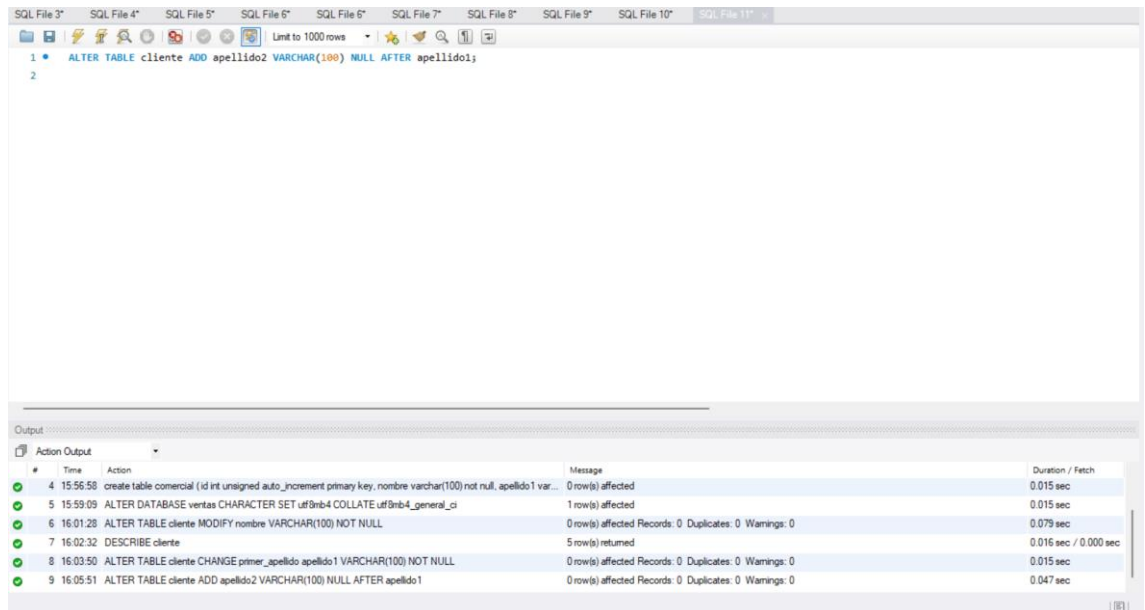 SQL File 3* SQL File 4* SQL File 5* SQL File 6* SQL File 6* SQL File 7* SQL File 8* SQL File 9* SQL File 10* SQL File 11*
Limit to 1000 rows
1 ALTER TABLE cliente ADD apellido2 VARCHAR(100) NULL AFTER apellido1;
2
Output
Action Output
# Time Action Message Duration / Fetch
4 15:56:58 create table comercial ( id int unsigned auto_increment primary key, nombre varchar(100) not null, apellido1 var... 0 row(s) affected 0.015 sec
5 15:59:09 ALTER DATABASE ventas CHARACTER SET utf8mb4 COLLATE utf8mb4_general_ci 1 row(s) affected 0.015 sec
6 16:01:28 ALTER TABLE cliente MODIFY nombre VARCHAR(100) NOT NULL 0 row(s) affected Records: 0 Duplicates: 0 Warnings: 0 0.079 sec
7 16:02:32 DESCRIBE cliente 5 row(s) returned 0.016 sec / 0.000 sec
8 16:03:50 ALTER TABLE cliente CHANGE primer_apellido apellido1 VARCHAR(100) NOT NULL 0 row(s) affected Records: 0 Duplicates: 0 Warnings: 0 0.015 sec
9 16:05:51 ALTER TABLE cliente ADD apellido2 VARCHAR(100) NULL AFTER apellido1 0 row(s) affected Records: 0 Duplicates: 0 Warnings: 0 0.047 sec